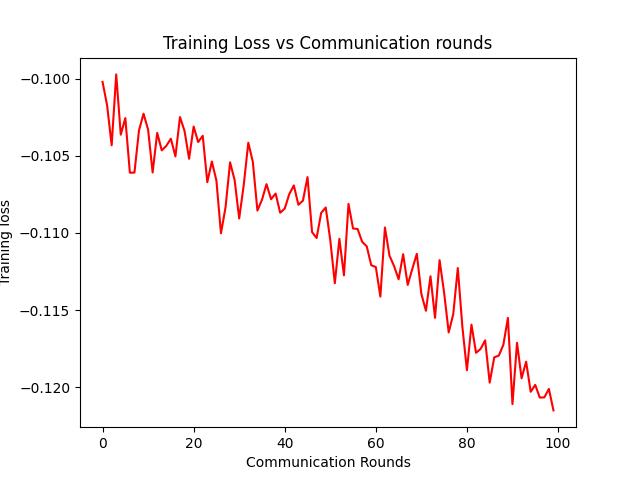 Training Loss vs Communication rounds
−0.100
−0.105
−0.110
−0.115
−0.120
Training loss
0 20 40 60 80 100
Communication Rounds